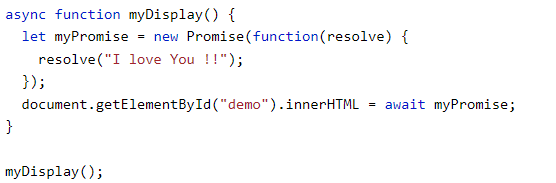 async function myDisplay() {
  let myPromise = new Promise(function(resolve) {
    resolve("I love You !!");
  });
  document.getElementById("demo").innerHTML = await myPromise;
}

myDisplay();